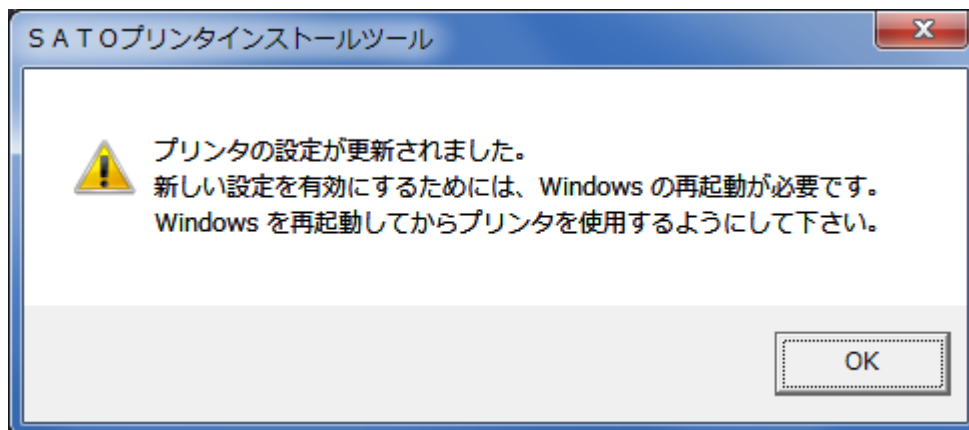 ＳＡＴＯプリンタインストールツール
プリンタの設定が更新されました。
新しい設定を有効にするためには、Windows の再起動が必要です。
Windows を再起動してからプリンタを使用するようにして下さい。
OK